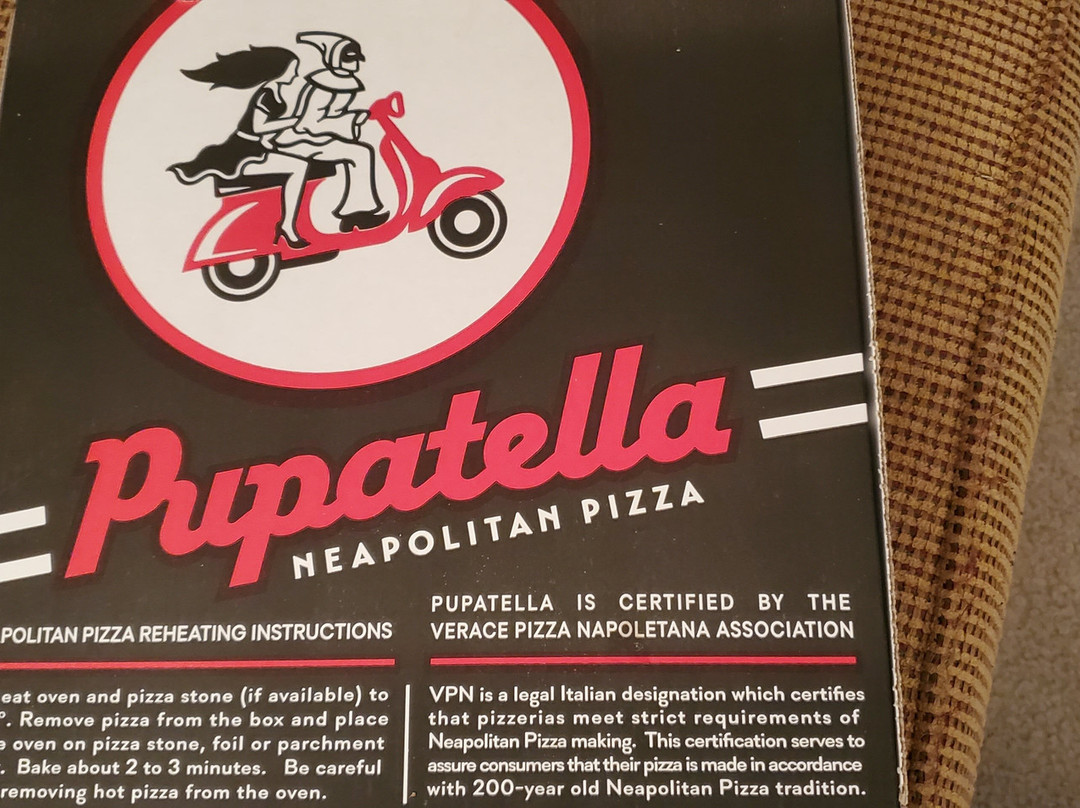 Pupatella
NEAPOLITAN PIZZA
POLITAN PIZZA REHEATING INSTRUCTIONS
eat oven and pizza stone (if available) to
°. Remove pizza from the box and place
oven on pizza stone, foil or parchment
. Bake about 2 to 3 minutes. Be careful
removing hot pizza from the oven.
PUPATELLA IS CERTIFIED BY THE
VERACE PIZZA NAPOLETANA ASSOCIATION
VPN is a legal Italian designation which certifies
that pizzerias meet strict requirements of
Neapolitan Pizza making. This certification serves to
assure consumers that their pizza is made in accordance
with 200-year old Neapolitan Pizza tradition.